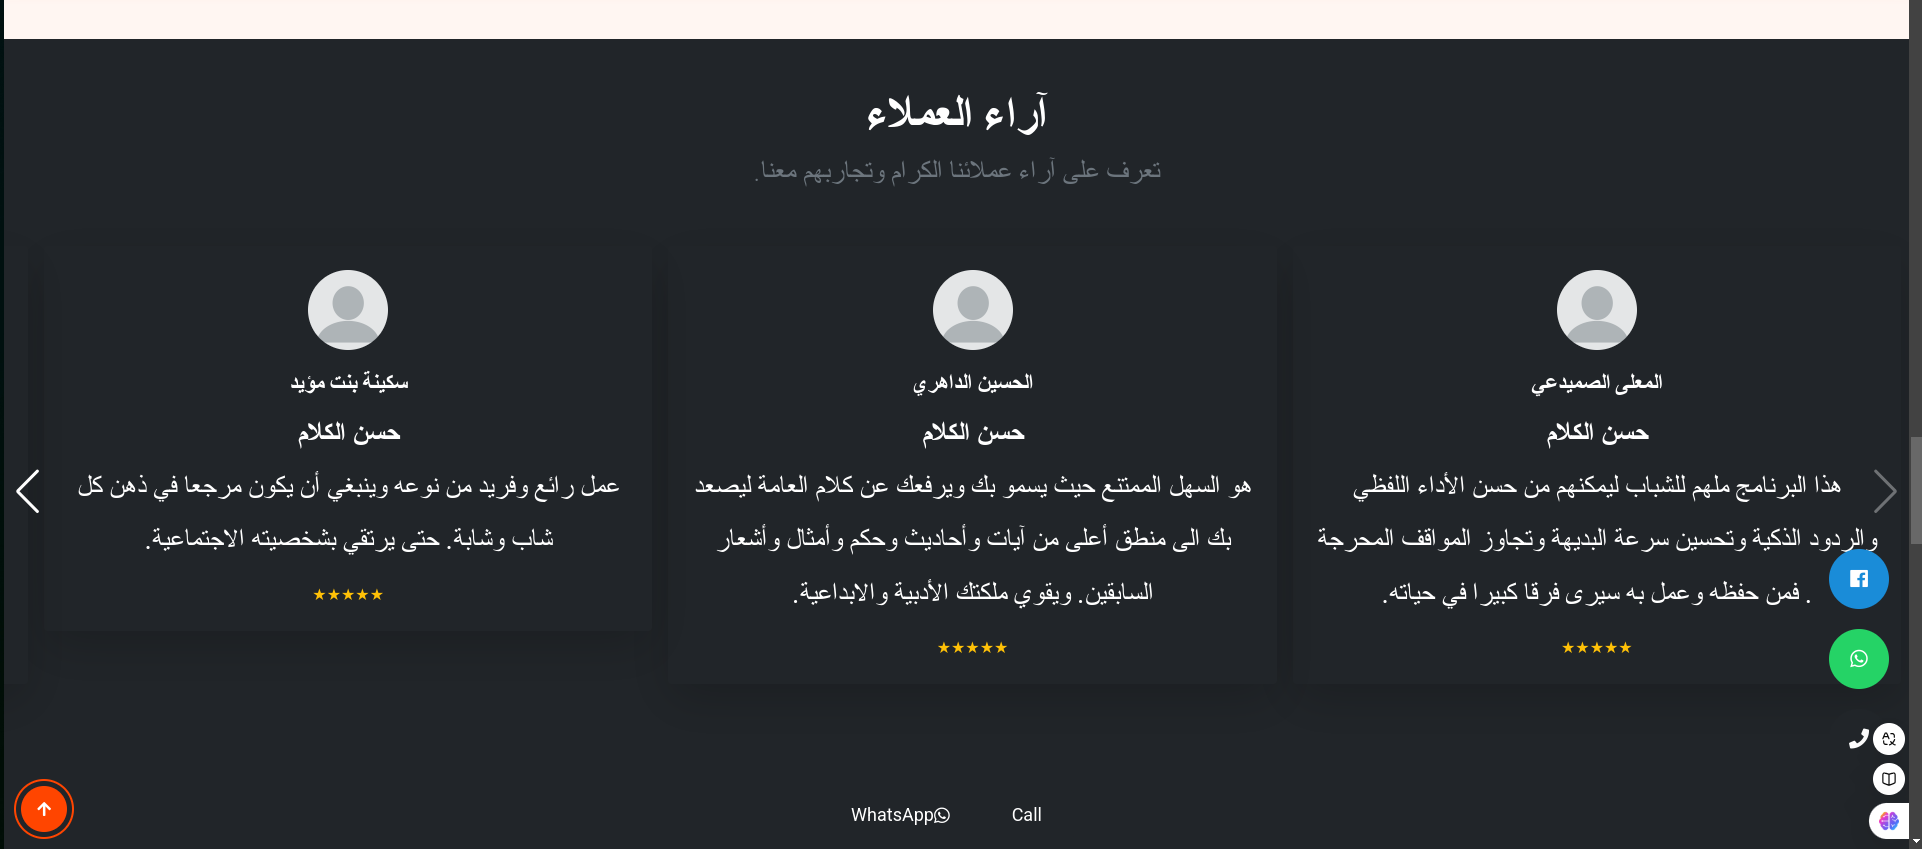 آراء العملاء
تعرف على آراء عملائنا الكرام وتجاربهم معنا.
المعلى الصميدعي
حسن الكلام
هذا البرنامج ملهم للشباب ليمكنهم من حسن الأداء اللفظي
والردود الذكية وتحسين سرعة البديهة وتجاوز المواقف المحرجة
. فمن حفظه وعمل به سيرى فرقا كبيرا في حياته.
★★★★★
الحسين الداهري
حسن الكلام
هو السهل الممتنع حيث يسمو بك ويرفعك عن كلام العامة ليصعد
بك الى منطق أعلى من آيات وأحاديث وحكم وأمثال وأشعار
السابقين. ويقوي ملكتك الأدبية والابداعية.
★★★★★
سكينة بنت مؤيد
حسن الكلام
عمل رائع وفريد من نوعه وينبغي أن يكون مرجعا في ذهن كل
شاب وشابة. حتى يرتقي بشخصيته الاجتماعية.
★★★★★
WhatsApp Call